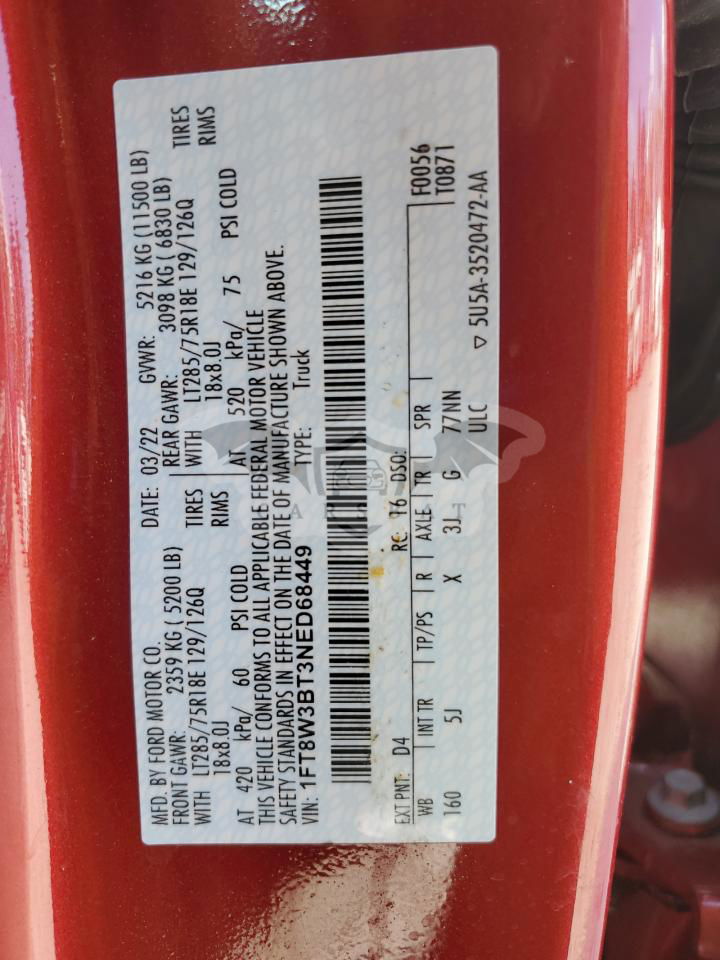 MFD. BY FORD MOTOR CO. DATE: 03/22 GVWR: 5216 KG (11500 LB)
FRONT GAWR: 2359 KG ( 5200 LB) REAR GAWR: 3098 KG ( 6830 LB)
WITH LT285/75R18E 129/126Q TIRES WITH LT285/75R18E 129/126Q TIRES
18x8.0J RIMS 18x8.0J RIMS
AT 420 kPa/ 60 PSI COLD AT 520 kPa/ 75 PSI COLD
THIS VEHICLE CONFORMS TO ALL APPLICABLE FEDERAL MOTOR VEHICLE
SAFETY STANDARDS IN EFFECT ON THE DATE OF MANUFACTURE SHOWN ABOVE.
VIN: 1FT8W3BT3NED68449 TYPE: Truck
F0056
EXT PNT: D4 RC: 16 DSO: T0871
WB INT TR TP/PS R AXLE TR SPR
160 5J X 3J G 77NN
ULC ▽ 5U5A-3520472-AA